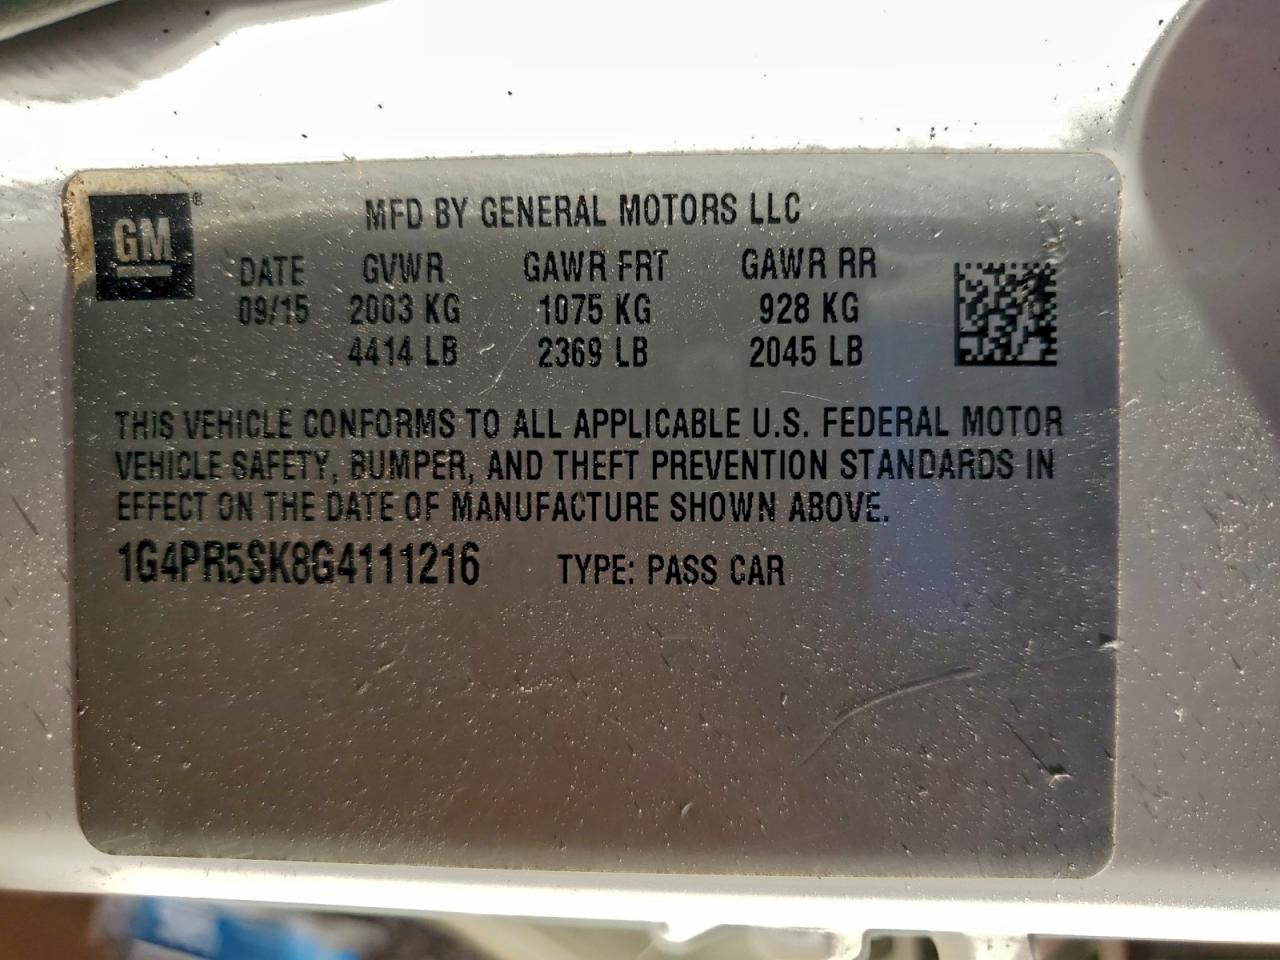 GM ®
MFD BY GENERAL MOTORS LLC
DATE GVWR GAWR FRT GAWR RR
09/15 2003 KG 1075 KG 928 KG
4414 LB 2369 LB 2045 LB
THIS VEHICLE CONFORMS TO ALL APPLICABLE U.S. FEDERAL MOTOR
VEHICLE SAFETY, BUMPER, AND THEFT PREVENTION STANDARDS IN
EFFECT ON THE DATE OF MANUFACTURE SHOWN ABOVE.
1G4PR5SK8G4111216 TYPE: PASS CAR